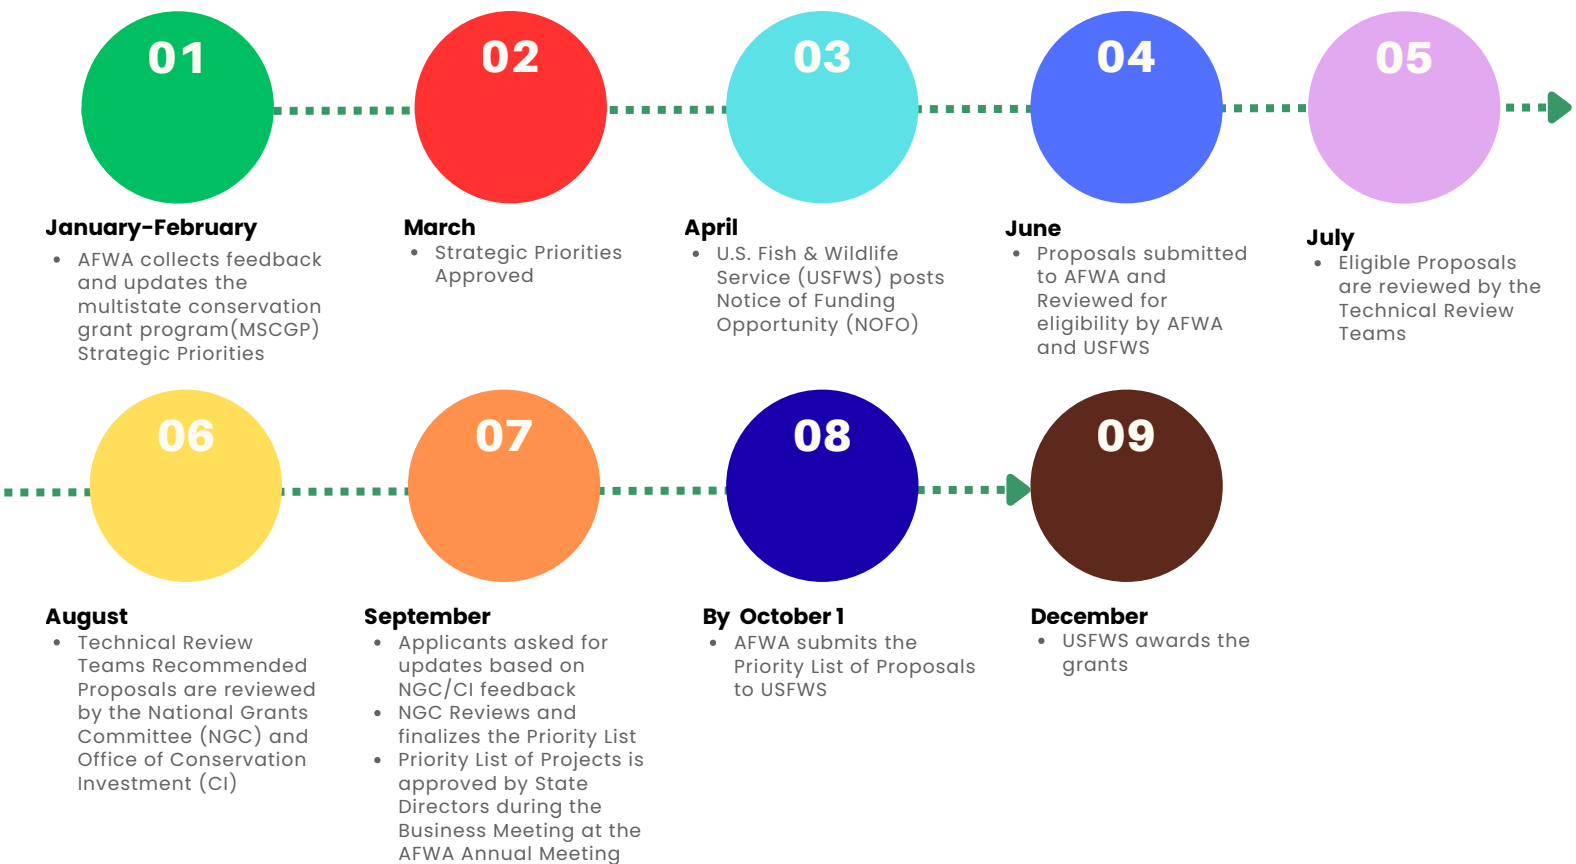 01
02
03
04
05
January-February
• AFWA collects feedback
and updates the
multistate conservation
grant program(MSCGP)
Strategic Priorities
March
• Strategic Priorities
Approved
April
• U.S. Fish & Wildlife
Service (USFWS) posts
Notice of Funding
Opportunity (NOFO)
June
• Proposals submitted
to AFWA and
Reviewed for
eligibility by AFWA
and USFWS
July
• Eligible Proposals
are reviewed by the
Technical Review
Teams
06
07
08
09
August
• Technical Review
Teams Recommended
Proposals are reviewed
by the National Grants
Committee (NGC) and
Office of Conservation
Investment (CI)
September
• Applicants asked for
updates based on
NGC/CI feedback
• NGC Reviews and
finalizes the Priority List
• Priority List of Projects is
approved by State
Directors during the
Business Meeting at the
AFWA Annual Meeting
By October 1
• AFWA submits the
Priority List of Proposals
to USFWS
December
• USFWS awards the
grants